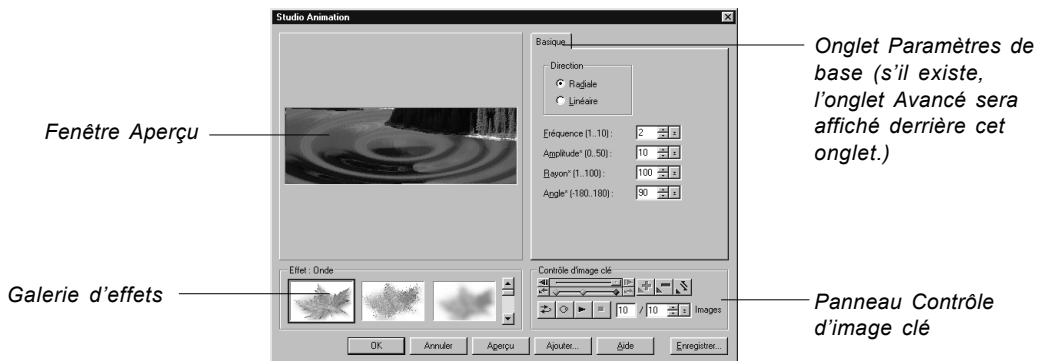 Studio Animation
Basique
Direction
Radiale
Linéaire
Fréquence (1..10) : 2
Amplitude* (0..50) : 10
Rayon* (1..100) : 100
Angle* (-180..180) : 90
Fenêtre Aperçu
Onglet Paramètres de
base (s’il existe,
l’onglet Avancé sera
affiché derrière cet
onglet.)
Effet : Onde
Contrôle d'image clé
10 / 10 Images
Galerie d’effets
Panneau Contrôle
d’image clé
OK Annuler Aperçu Ajouter... Aide Enregistrer...